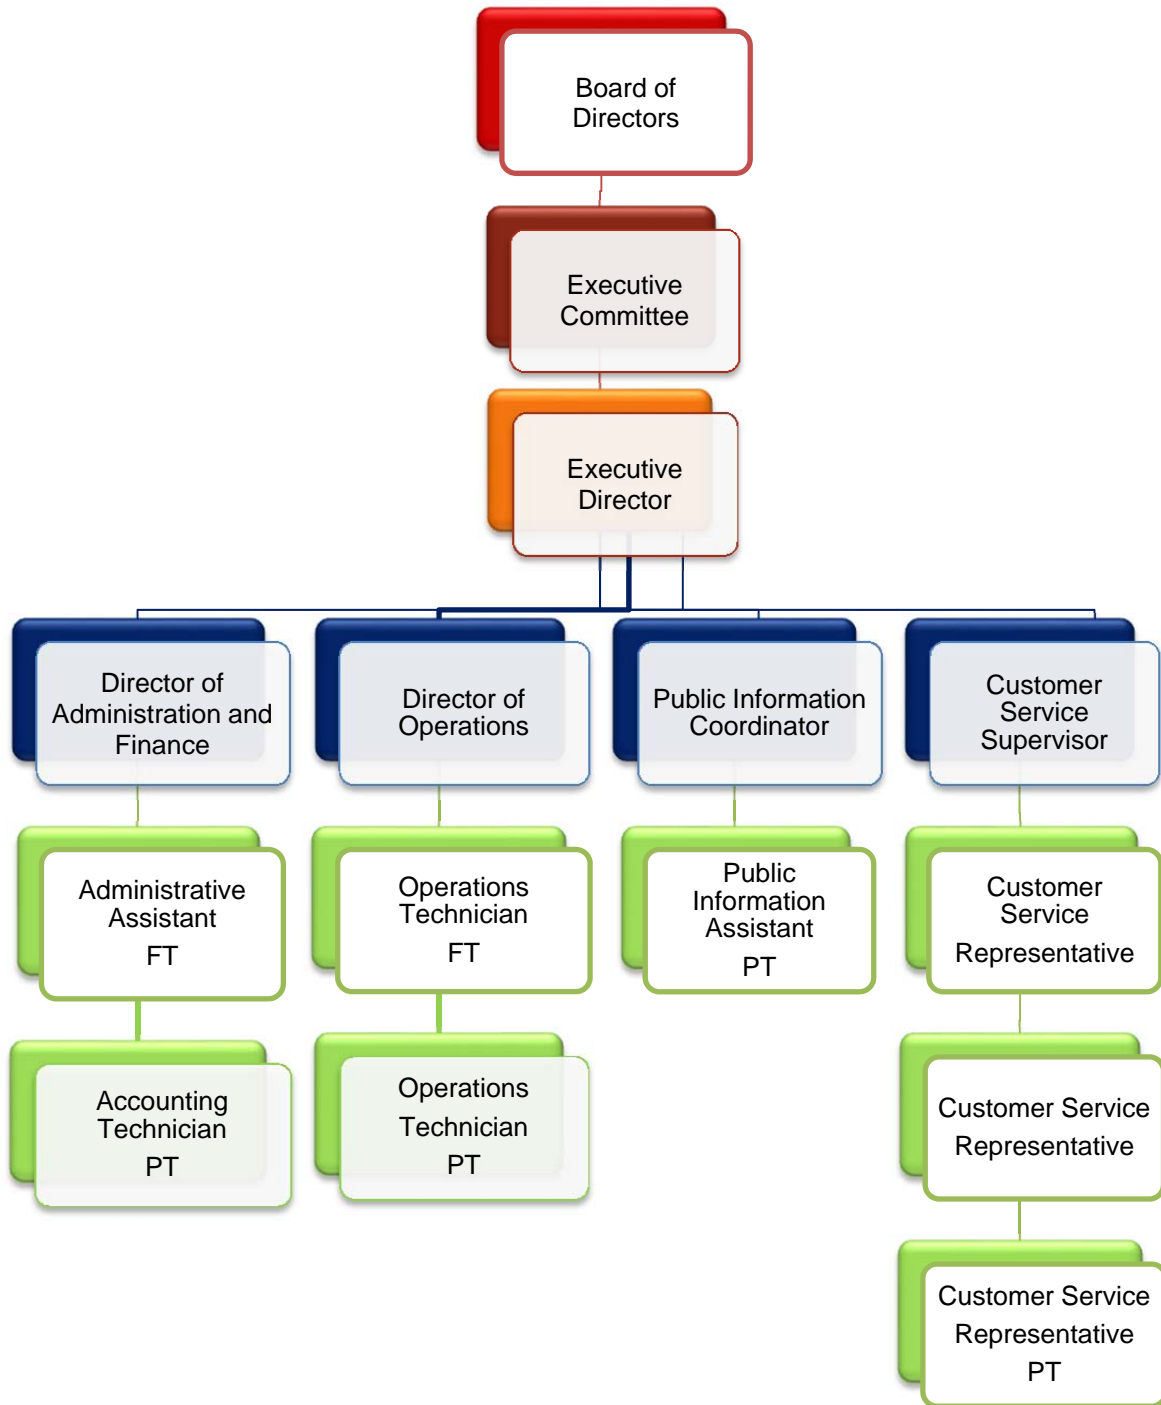 Board of
Directors
Executive
Committee
Executive
Director
Director of
Administration and
Finance
Director of
Operations
Public Information
Coordinator
Customer
Service
Supervisor
Administrative
Assistant
FT
Operations
Technician
FT
Public
Information
Assistant
PT
Customer
Service
Representative
Accounting
Technician
PT
Operations
Technician
PT
Customer Service
Representative
Customer Service
Representative
PT